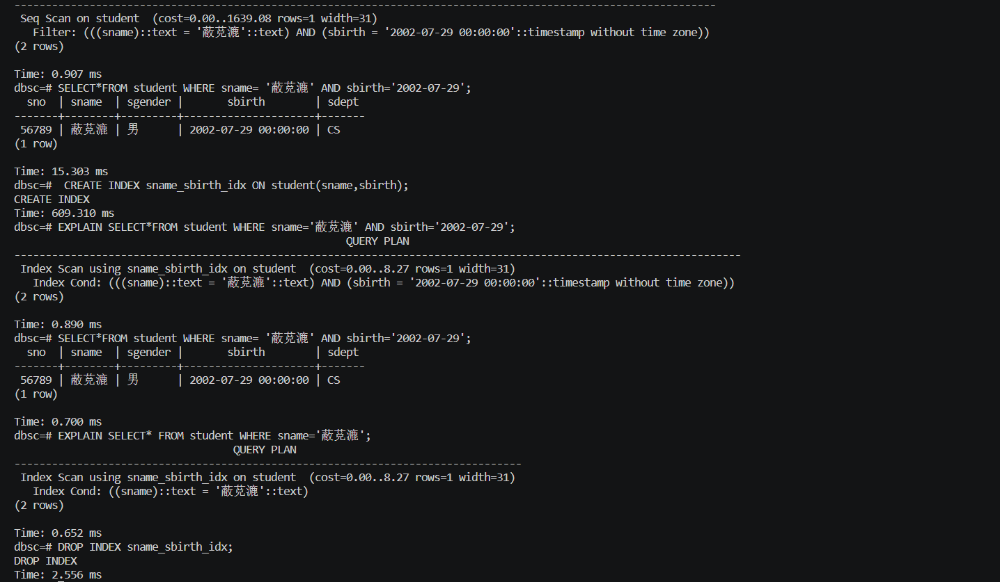 ------------------------------------------------------------------------------------------------------------------
 Seq Scan on student  (cost=0.00..1639.08 rows=1 width=31)
   Filter: (((sname)::text = '蔽茺漉'::text) AND (sbirth = '2002-07-29 00:00:00'::timestamp without time zone))
(2 rows)

Time: 0.907 ms
dbsc=# SELECT*FROM student WHERE sname= '蔽茺漉' AND sbirth='2002-07-29';
  sno  | sname  | sgender |       sbirth        | sdept
-------+--------+---------+---------------------+-------
 56789 | 蔽茺漉 | 男      | 2002-07-29 00:00:00 | CS
(1 row)

Time: 15.303 ms
dbsc=#  CREATE INDEX sname_sbirth_idx ON student(sname,sbirth);
CREATE INDEX
Time: 609.310 ms
dbsc=# EXPLAIN SELECT*FROM student WHERE sname='蔽茺漉' AND sbirth='2002-07-29';
                                                     QUERY PLAN
--------------------------------------------------------------------------------------------------------------------
 Index Scan using sname_sbirth_idx on student  (cost=0.00..8.27 rows=1 width=31)
   Index Cond: (((sname)::text = '蔽茺漉'::text) AND (sbirth = '2002-07-29 00:00:00'::timestamp without time zone))
(2 rows)

Time: 0.890 ms
dbsc=# SELECT*FROM student WHERE sname= '蔽茺漉' AND sbirth='2002-07-29';
  sno  | sname  | sgender |       sbirth        | sdept
-------+--------+---------+---------------------+-------
 56789 | 蔽茺漉 | 男      | 2002-07-29 00:00:00 | CS
(1 row)

Time: 0.700 ms
dbsc=# EXPLAIN SELECT* FROM student WHERE sname='蔽茺漉';
                                   QUERY PLAN
---------------------------------------------------------------------------------
 Index Scan using sname_sbirth_idx on student  (cost=0.00..8.27 rows=1 width=31)
   Index Cond: ((sname)::text = '蔽茺漉'::text)
(2 rows)

Time: 0.652 ms
dbsc=# DROP INDEX sname_sbirth_idx;
DROP INDEX
Time: 2.556 ms